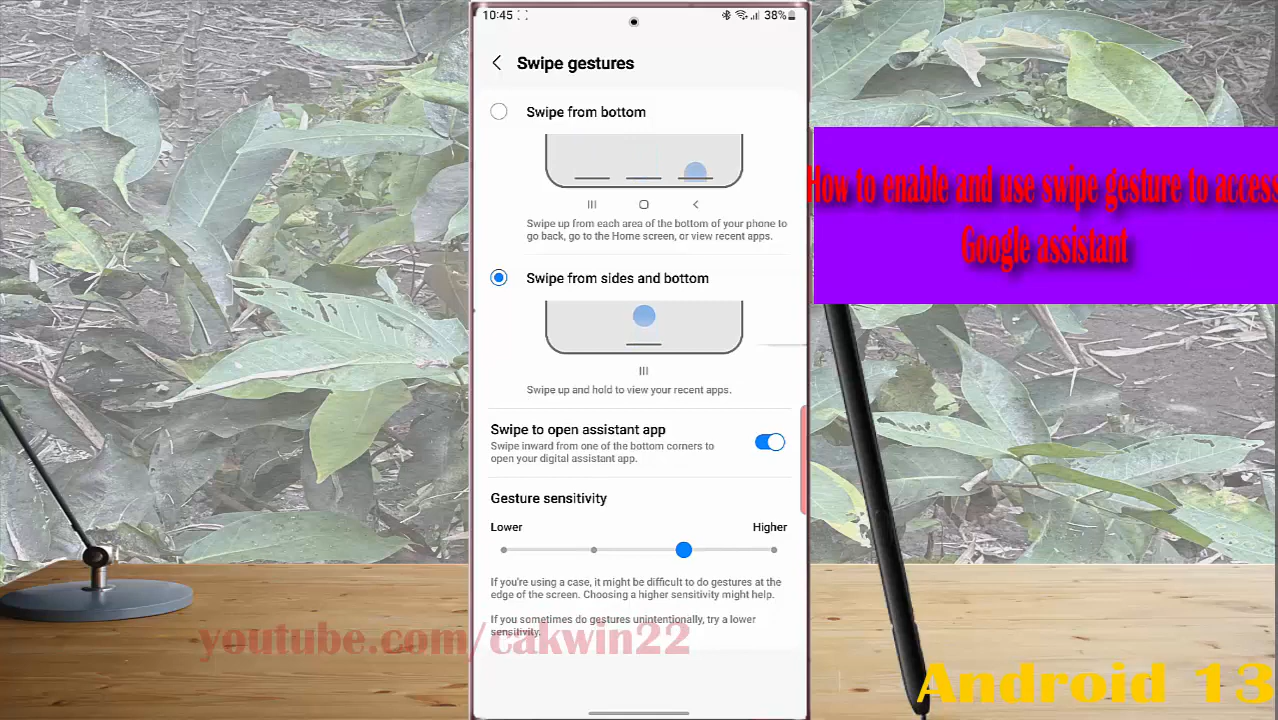 10:45
38%
Swipe gestures
Swipe from bottom
Swipe up from each area of the bottom of your phone to
go back, go to the Home screen, or view recent apps.
Swipe from sides and bottom
Swipe up and hold to view your recent apps.
Swipe to open assistant app
Swipe inward from one of the bottom corners to
open your digital assistant app.
Gesture sensitivity
Lower Higher
If you're using a case, it might be difficult to do gestures at the
edge of the screen. Choosing a higher sensitivity might help.
If you sometimes do gestures unintentionally, try a lower
sensitivity.
How to enable and use swipe gesture to access
Google assistant
youtube.com/cakwin22
Android 13